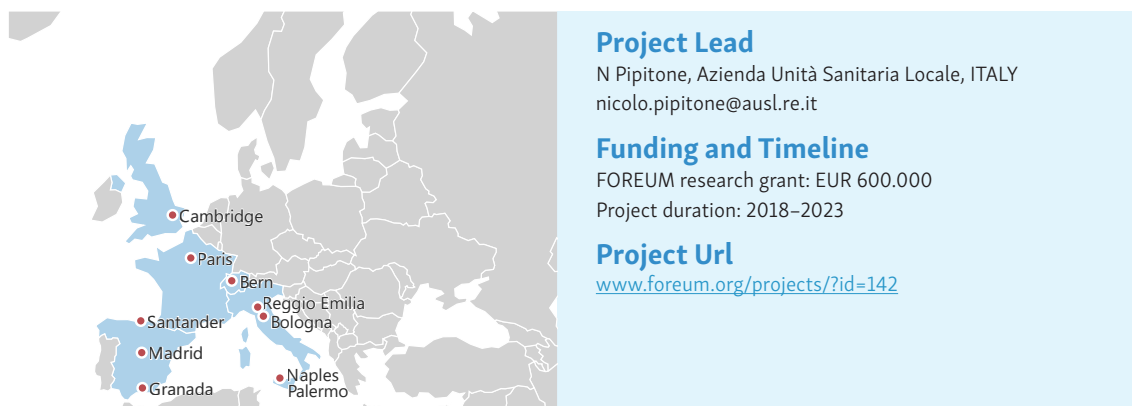 Cambridge
Paris
Bern
Reggio Emilia
Bologna
Santander
Madrid
Granada
Naples
Palermo
Project Lead
N Pipitone, Azienda Unità Sanitaria Locale, ITALY
nicolo.pipitone@ausl.re.it
Funding and Timeline
FOREUM research grant: EUR 600.000
Project duration: 2018–2023
Project Url
www.foreum.org/projects/?id=142